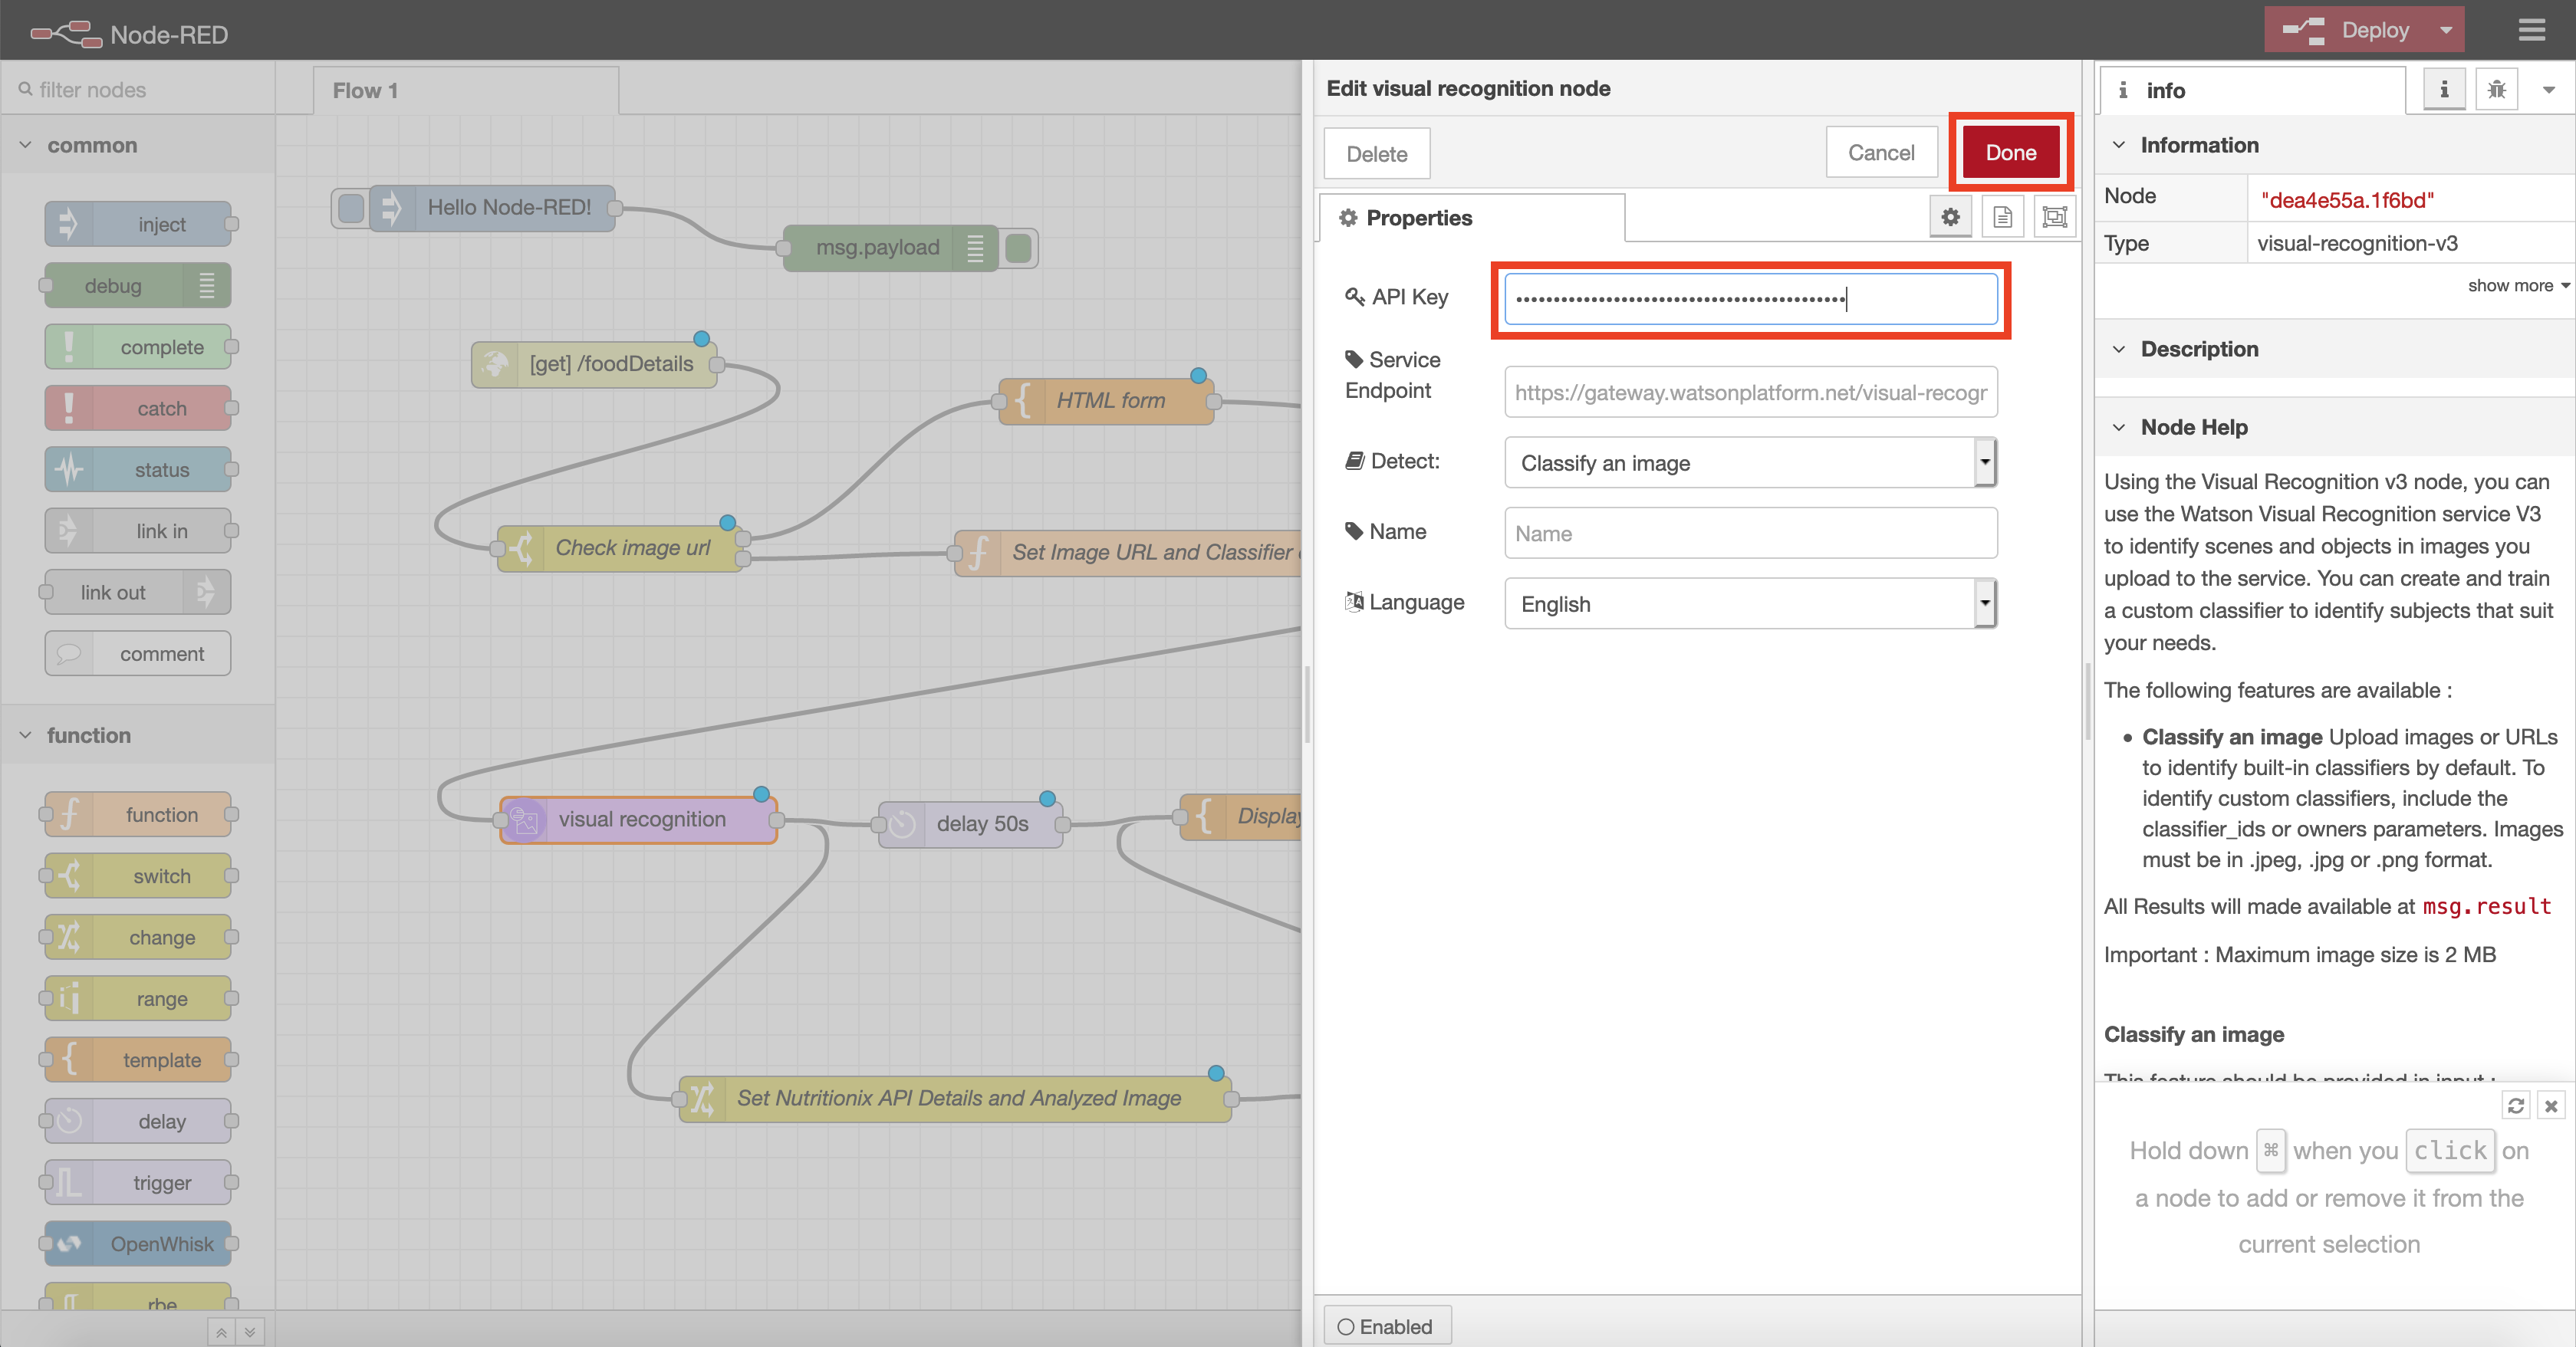 Node-RED
Deploy
filter nodes
Flow 1
common
inject
debug
complete
catch
status
link in
link out
comment
function
function
switch
change
range
template
delay
trigger
OpenWhisk
rbe
Hello Node-RED!
msg.payload
[get] /foodDetails
HTML form
Check image url
Set Image URL and Classifier
visual recognition
delay 50s
Display
Set Nutritionix API Details and Analyzed Image
Edit visual recognition node
Delete
Cancel
Done
Properties
API Key
••••••••••••••••••••••••••••••••••••••••••••
Service
Endpoint
https://gateway.watsonplatform.net/visual-recogr
Detect:
Classify an image
Name
Name
Language
English
Enabled
info
Information
Node
"dea4e55a.1f6bd"
Type
visual-recognition-v3
show more
Description
Node Help
Using the Visual Recognition v3 node, you can
use the Watson Visual Recognition service V3
to identify scenes and objects in images you
upload to the service. You can create and train
a custom classifier to identify subjects that suit
your needs.
The following features are available :
• Classify an image Upload images or URLs
to identify built-in classifiers by default. To
identify custom classifiers, include the
classifier_ids or owners parameters. Images
must be in .jpeg, .jpg or .png format.
All Results will made available at msg.result
Important : Maximum image size is 2 MB
Classify an image
This feature should be provided in input :
Hold down ⌘ when you click on
a node to add or remove it from the
current selection